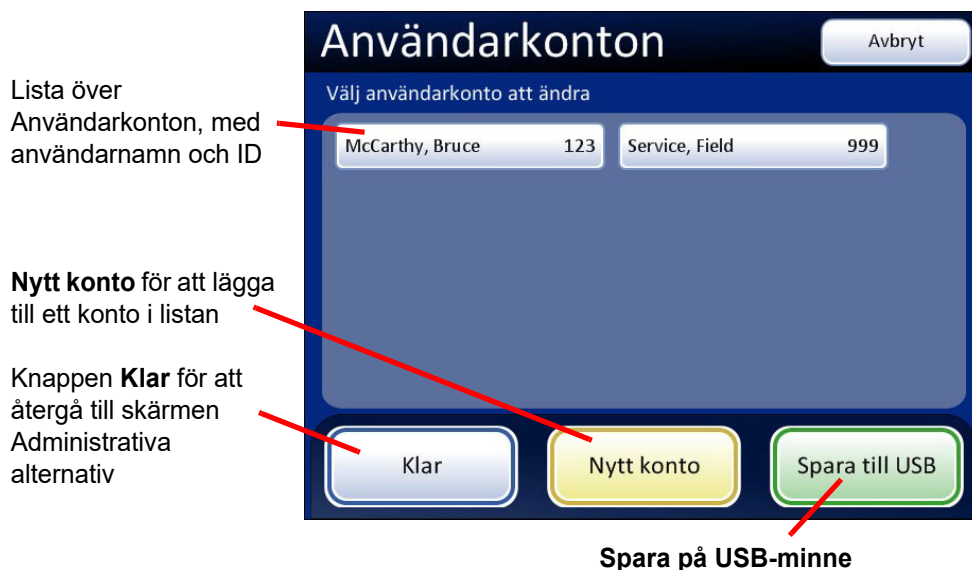 Användarkonton
Avbryt
Välj användarkonto att ändra
McCarthy, Bruce 123
Service, Field 999
Klar
Nytt konto
Spara till USB
Lista över
Användarkonton, med
användarnamn och ID
Nytt konto för att lägga
till ett konto i listan
Knappen Klar för att
återgå till skärmen
Administrativa
alternativ
Spara på USB-minne